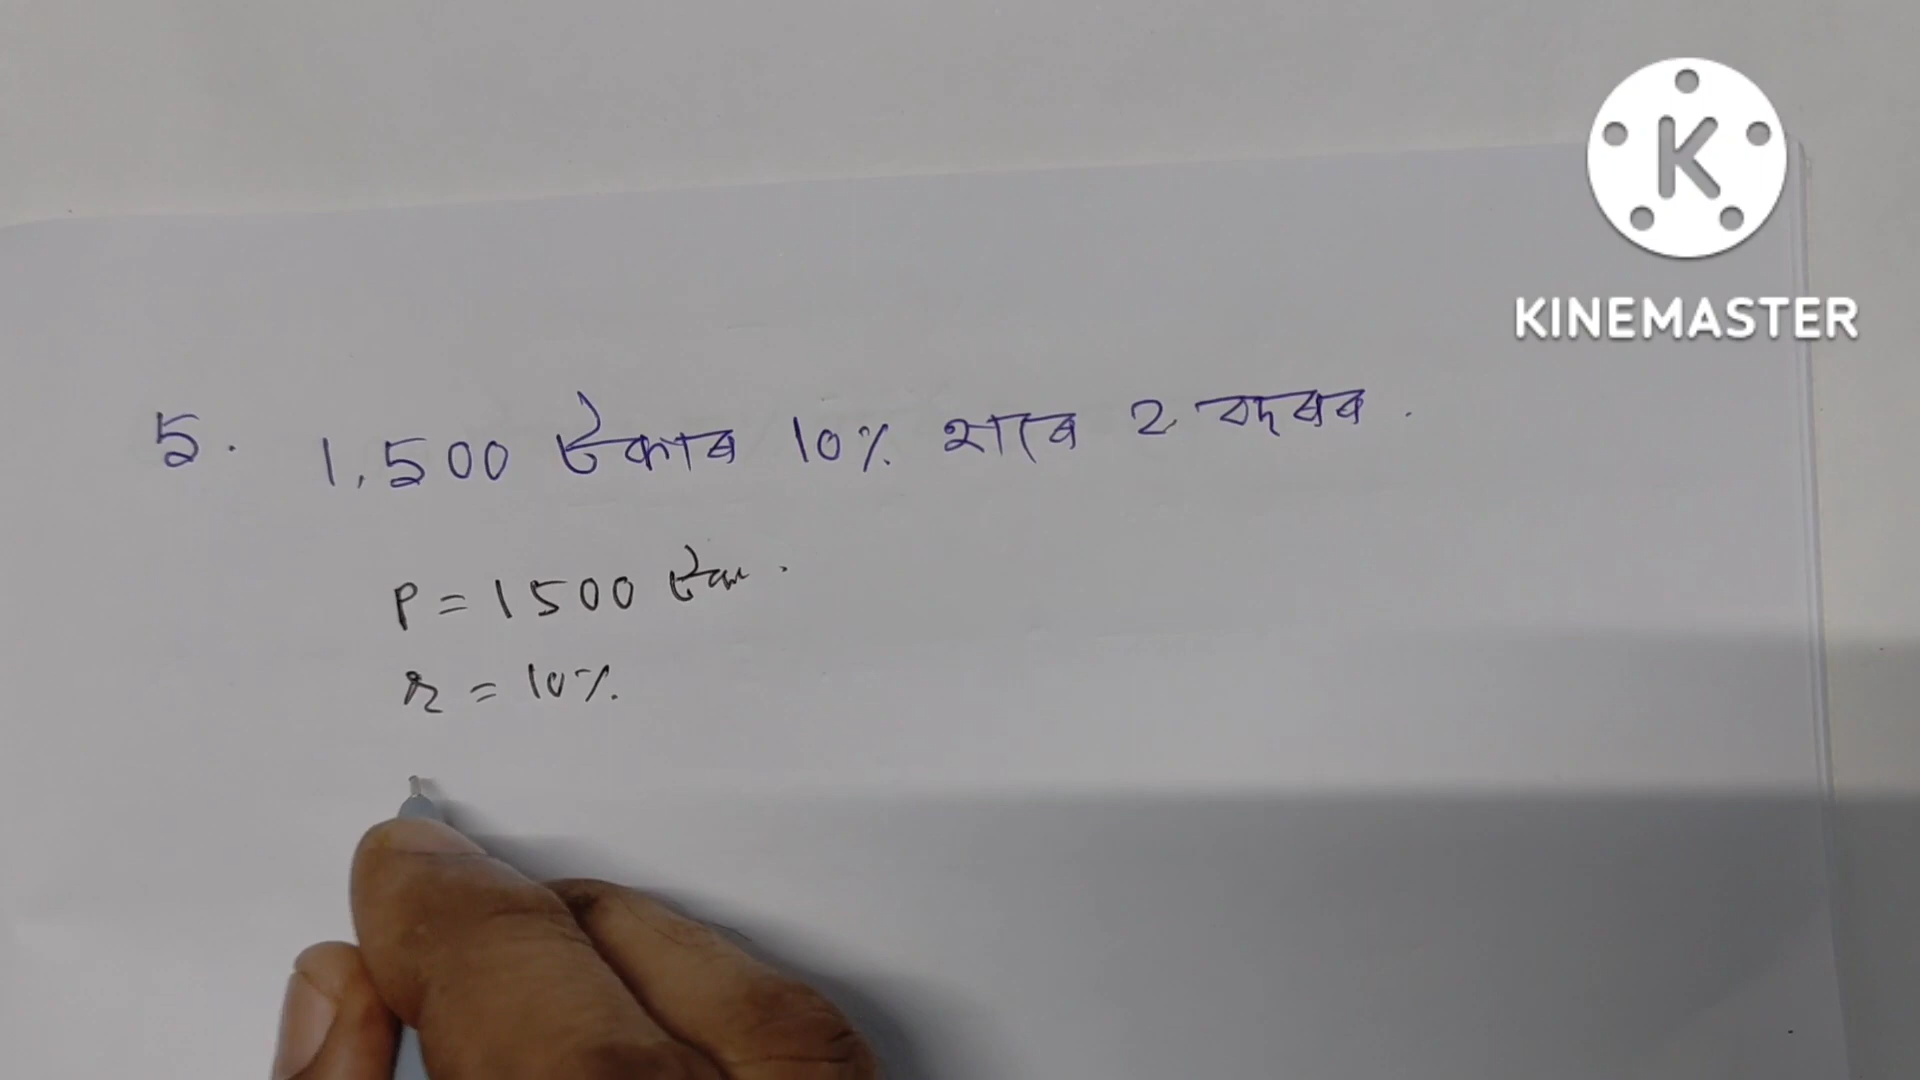 K
KINEMASTER
5. 1,500 টকাৰ 10% হাৰে 2 বছৰৰ.
P = 1500 টকা.
r = 10%.